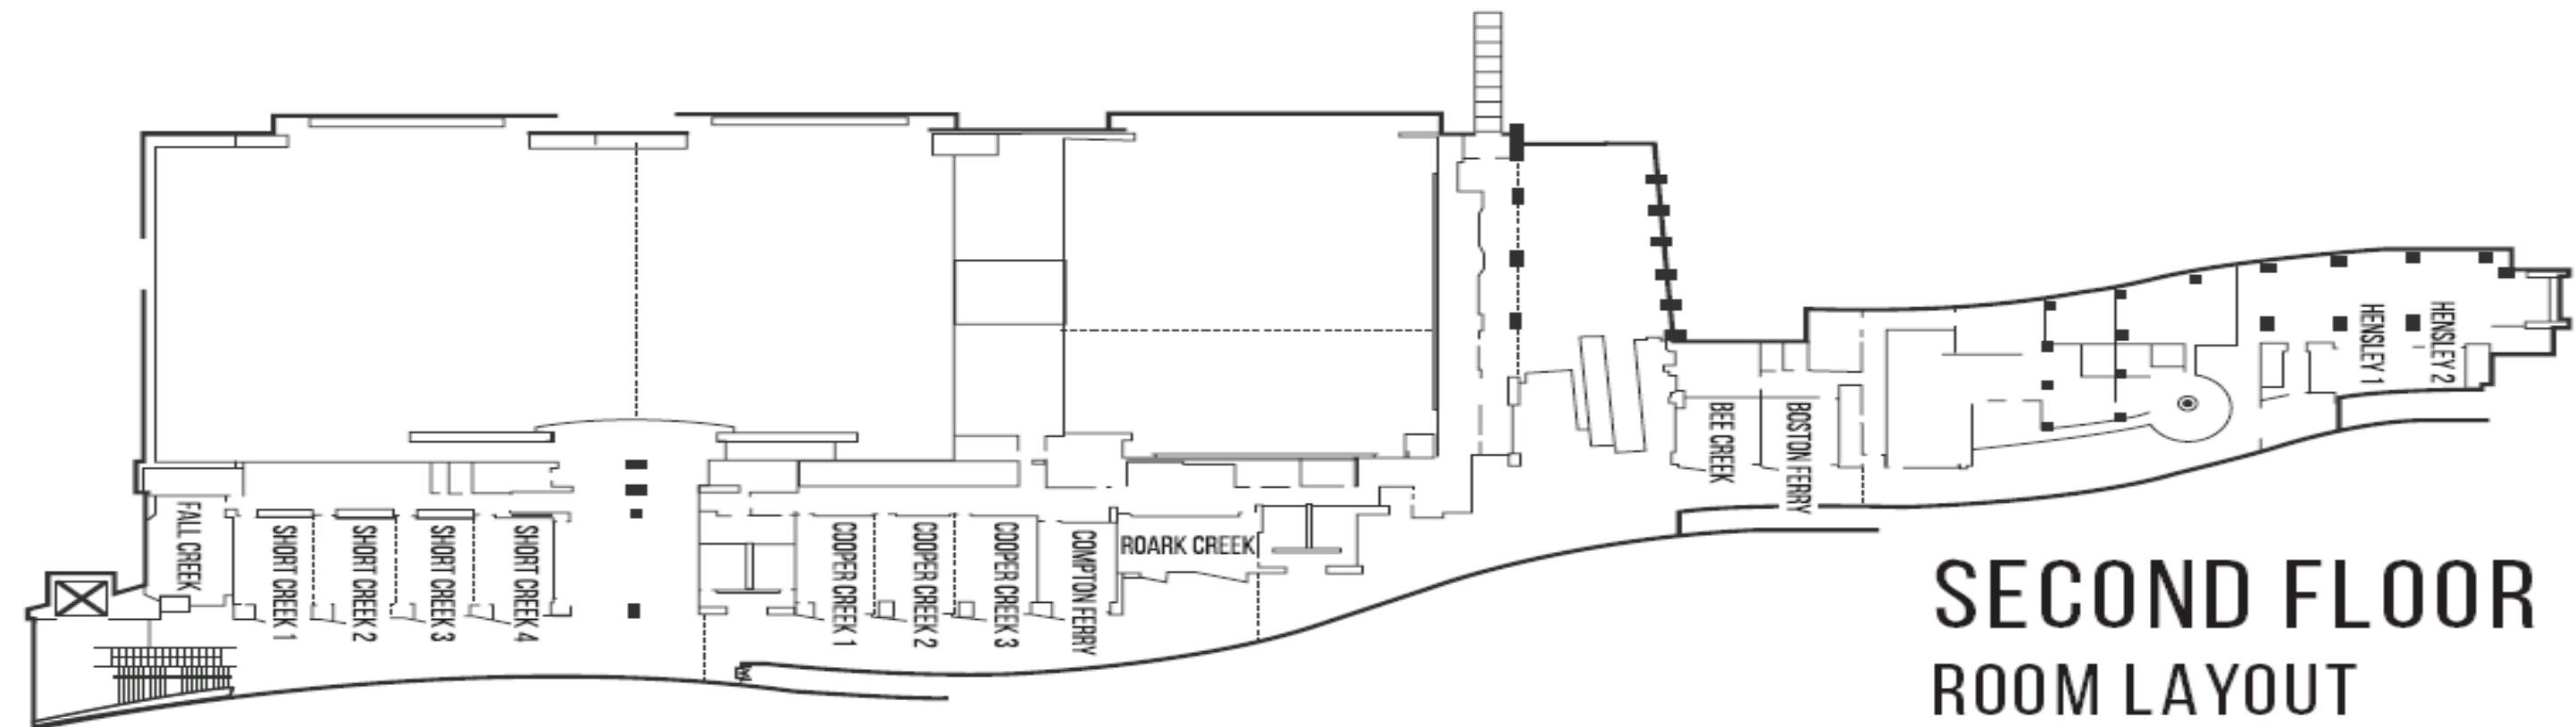 FALL CREEK
SHORT CREEK 1
SHORT CREEK 2
SHORT CREEK 3
SHORT CREEK 4
COOPER CREEK 1
COOPER CREEK 2
COOPER CREEK 3
COMPTON FERRY
ROARK CREEK
BEE CREEK
BOSTON FERRY
HENSLEY 1
HENSLEY 2
SECOND FLOOR
ROOM LAYOUT